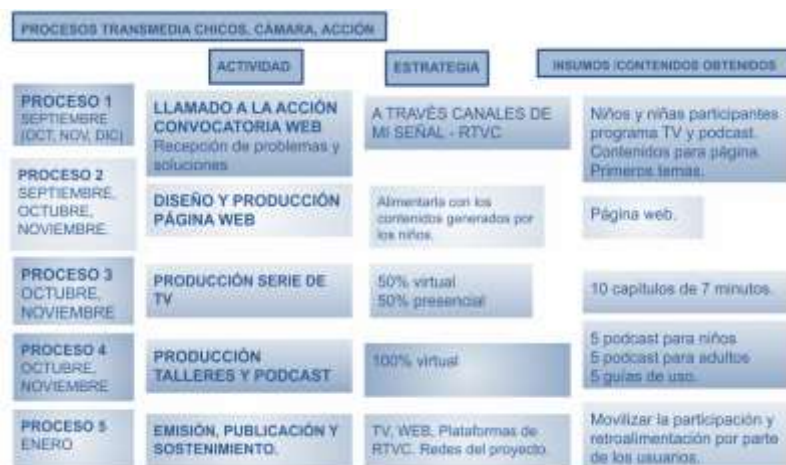 PROCESOS TRANSMEDIA CHICOS, CÁMARA, ACCIÓN
ACTIVIDAD
ESTRATEGIA
INSUMOS /CONTENIDOS OBTENIDOS
PROCESO 1
SEPTIEMBRE
(OCT, NOV, DIC)
LLAMADO A LA ACCIÓN
CONVOCATORIA WEB
Recepción de problemas y
soluciones
A TRAVÉS CANALES DE
MI SEÑAL - RTVC
Niños y niñas participantes
programa TV y podcast.
Contenidos para página.
Primeros temas.
PROCESO 2
SEPTIEMBRE,
OCTUBRE,
NOVIEMBRE.
DISEÑO Y PRODUCCIÓN
PÁGINA WEB
Alimentarla con los
contenidos generados por
los niños.
Página web.
PROCESO 3
OCTUBRE,
NOVIEMBRE
PRODUCCIÓN SERIE DE
TV
50% virtual
50% presencial
10 capítulos de 7 minutos.
PROCESO 4
OCTUBRE,
NOVIEMBRE
PRODUCCIÓN
TALLERES Y PODCAST
100% virtual
5 podcast para niños
5 podcast para adultos
5 guías de uso.
PROCESO 5
ENERO
EMISIÓN, PUBLICACIÓN Y
SOSTENIMIENTO.
TV, WEB, Plataformas de
RTVC. Redes del proyecto.
Movilizar la participación y
retroalimentación por parte
de los usuarios.